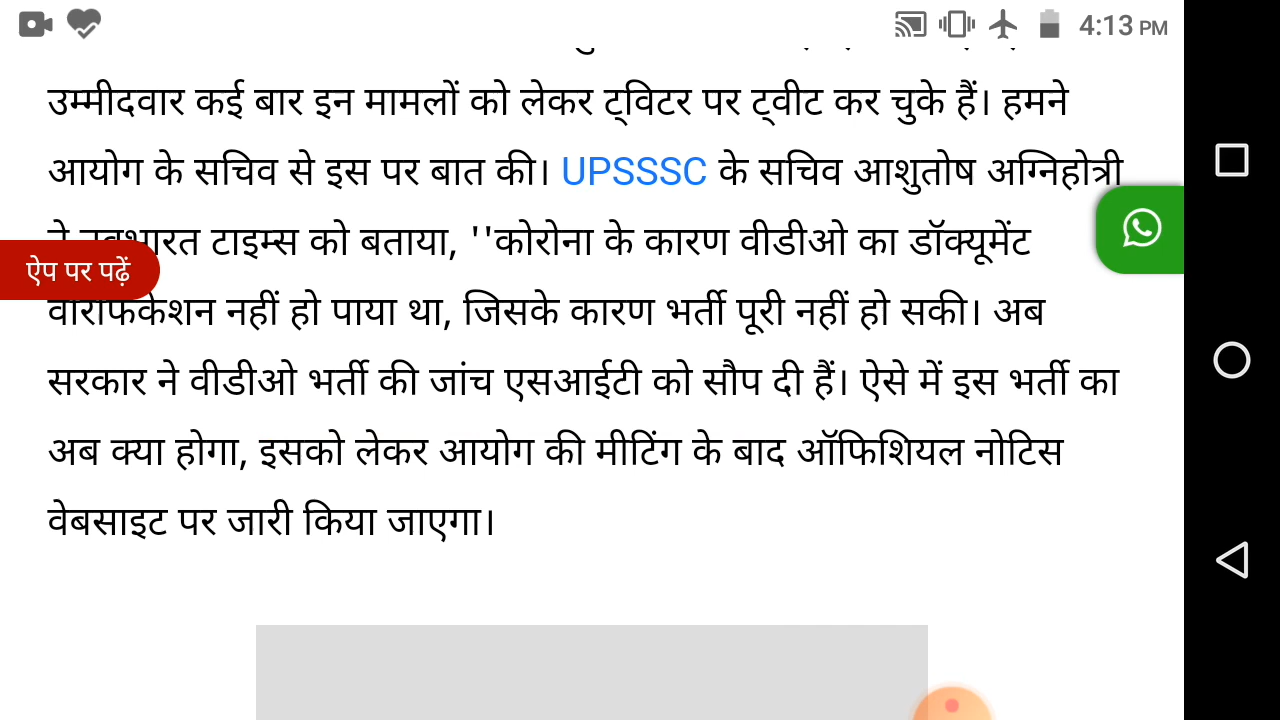 4:13 PM
उम्मीदवार कई बार इन मामलों को लेकर ट्विटर पर ट्वीट कर चुके हैं। हमने
आयोग के सचिव से इस पर बात की। UPSSSC के सचिव आशुतोष अग्निहोत्री
टाइम्स को बताया, ''कोरोना के कारण वीडीओ का डॉक्यूमेंट
ऐप पर पढ़ें
नहीं हो पाया था, जिसके कारण भर्ती पूरी नहीं हो सकी। अब
सरकार ने वीडीओ भर्ती की जांच एसआईटी को सौप दी हैं। ऐसे में इस भर्ती का
अब क्या होगा, इसको लेकर आयोग की मीटिंग के बाद ऑफिशियल नोटिस
वेबसाइट पर जारी किया जाएगा।